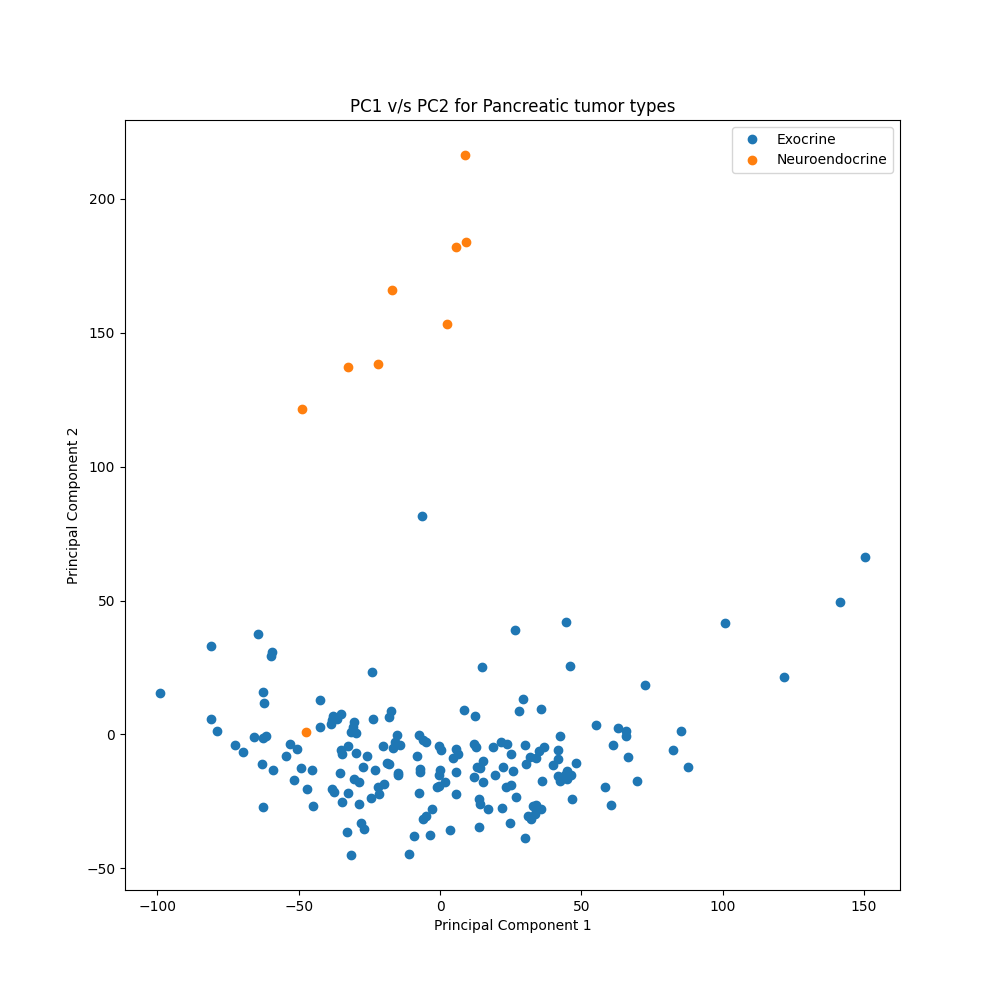 PC1 v/s PC2 for Pancreatic tumor types
Exocrine
Neuroendocrine
200
150
100
50
0
−50
Principal Component 2
−100
−50
0
50
100
150
Principal Component 1